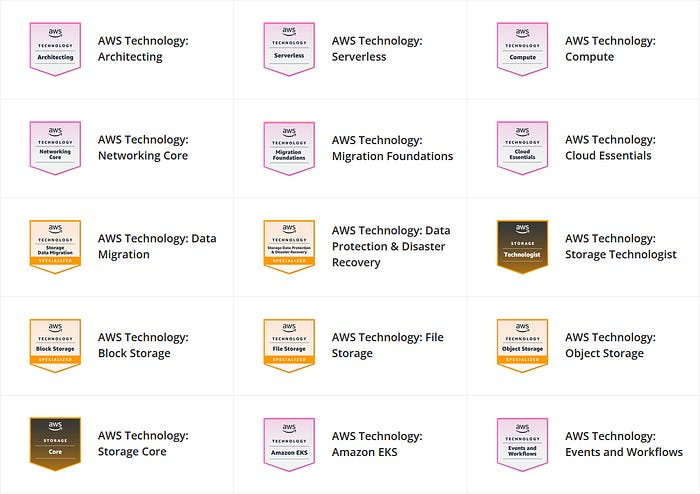 aws
TECHNOLOGY
Architecting
AWS Technology:
Architecting
aws
TECHNOLOGY
Serverless
AWS Technology:
Serverless
aws
TECHNOLOGY
Compute
AWS Technology:
Compute
aws
TECHNOLOGY
Networking
Core
AWS Technology:
Networking Core
aws
TECHNOLOGY
Migration
Foundations
AWS Technology:
Migration Foundations
aws
TECHNOLOGY
Cloud
Essentials
AWS Technology:
Cloud Essentials
aws
TECHNOLOGY
Storage
Data Migration
SPECIALIZED
AWS Technology: Data
Migration
aws
TECHNOLOGY
Storage Data Protection
& Disaster Recovery
SPECIALIZED
AWS Technology: Data
Protection & Disaster
Recovery
aws
STORAGE
Technologist
AWS Technology:
Storage Technologist
aws
TECHNOLOGY
Block Storage
SPECIALIZED
AWS Technology:
Block Storage
aws
TECHNOLOGY
File Storage
SPECIALIZED
AWS Technology: File
Storage
aws
TECHNOLOGY
Object Storage
SPECIALIZED
AWS Technology:
Object Storage
aws
STORAGE
Core
AWS Technology:
Storage Core
aws
TECHNOLOGY
Amazon EKS
AWS Technology:
Amazon EKS
aws
TECHNOLOGY
Events and
Workflows
AWS Technology:
Events and Workflows